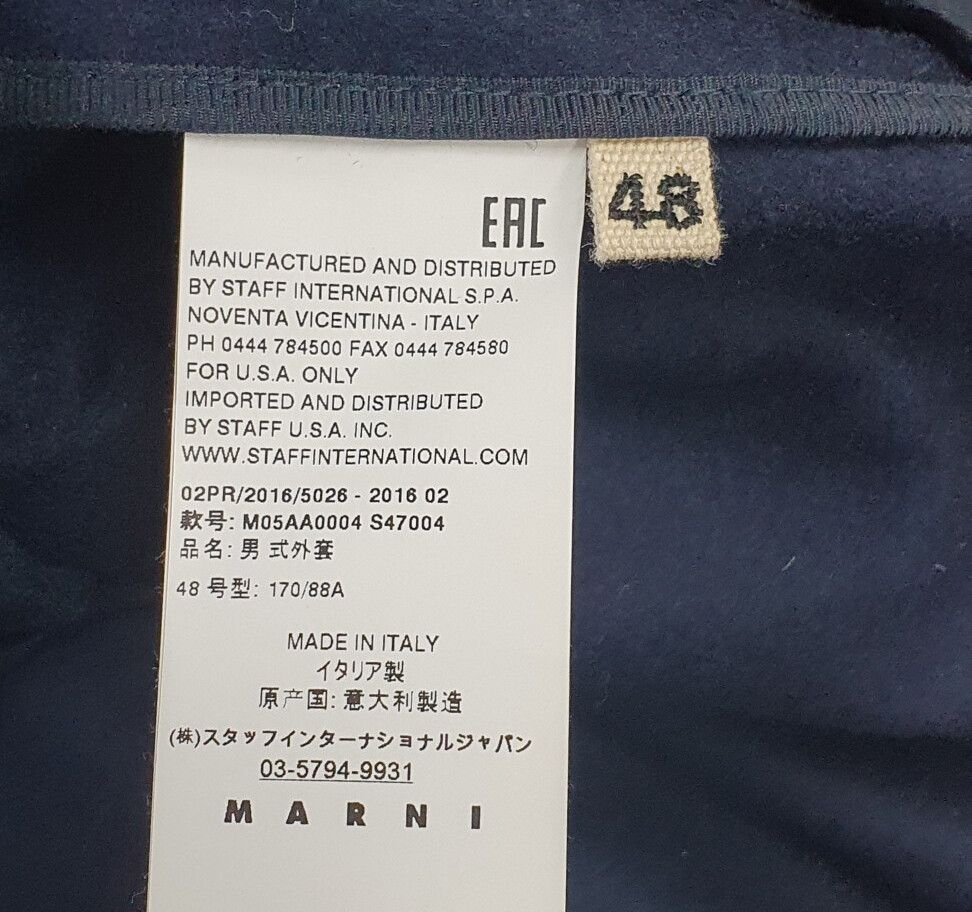 EAC
48
MANUFACTURED AND DISTRIBUTED
BY STAFF INTERNATIONAL S.P.A.
NOVENTA VICENTINA - ITALY
PH 0444 784500 FAX 0444 784580
FOR U.S.A. ONLY
IMPORTED AND DISTRIBUTED
BY STAFF U.S.A. INC.
WWW.STAFFINTERNATIONAL.COM
02PR/2016/5026 - 2016 02
款号: M05AA0004 S47004
品名: 男 式外套
48 号型: 170/88A
MADE IN ITALY
イタリア製
原产国: 意大利製造
(株)スタッフインターナショナルジャパン
03-5794-9931
MARNI